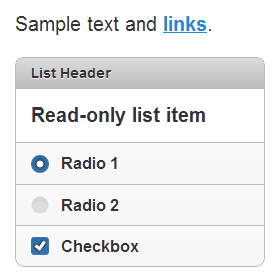 Sample text and links.
List Header
Read-only list item
Radio 1
Radio 2
Checkbox